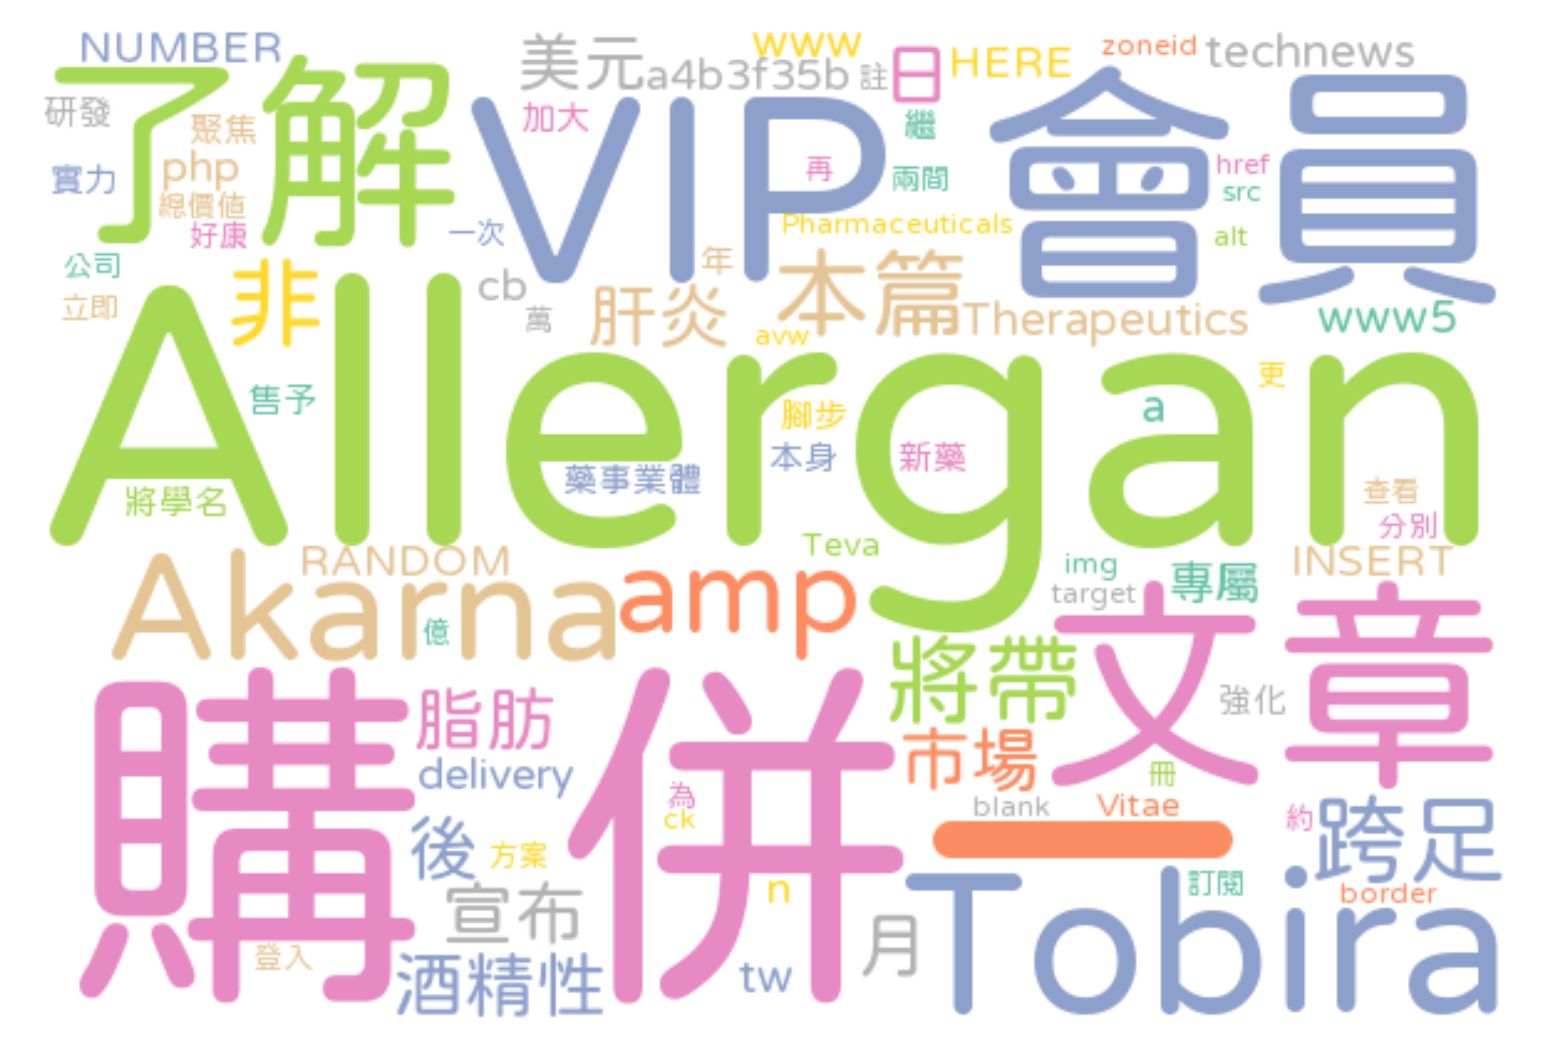 NUMBER
美元
www
a4b3f35b
註
日
HERE
zoneid
technews
研發
了解
聚焦
php
實力
總價值
好康
加大
VIP
再
繼
兩間
會員
href
src
alt
一次
Pharmaceuticals
公司
立即
非
cb
萬
肝炎
年
本篇
avw
Therapeutics
www5
Allergan
售予
腳步
更
a
藥事業體
本身
新藥
將學名
查看
分別
Teva
RANDOM
INSERT
img
target
專屬
Akarna
億
amp
將帶
文章
強化
購併
脂肪
delivery
市場
冊
為
ck
blank
Vitae
約
跨足
後
方案
一
宣布
n
訂閱
border
月
Tobira
登入
酒精性
tw